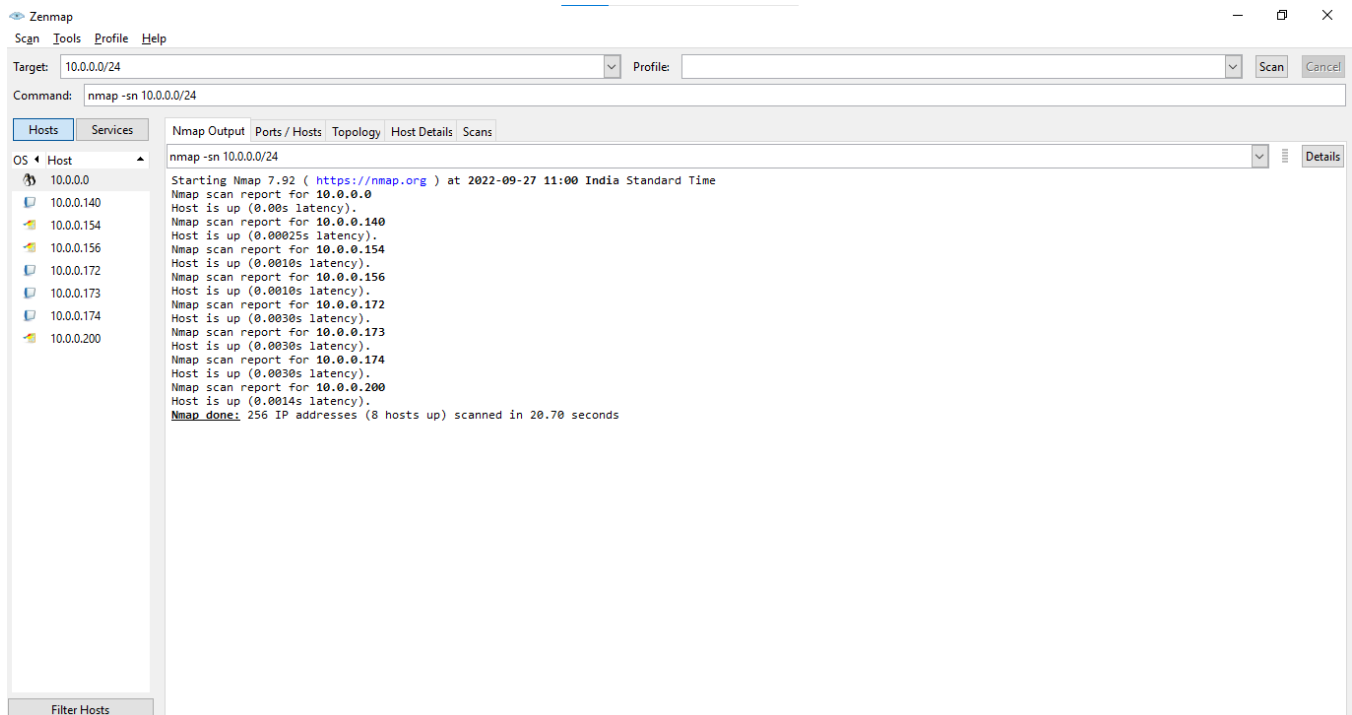 Zenmap
Scan Tools Profile Help
Target: 10.0.0.0/24 Profile: Scan Cancel
Command: nmap -sn 10.0.0.0/24
Hosts Services Nmap Output Ports / Hosts Topology Host Details Scans
OS Host
nmap -sn 10.0.0.0/24 Details
10.0.0.0
10.0.0.140
10.0.0.154
10.0.0.156
10.0.0.172
10.0.0.173
10.0.0.174
10.0.0.200
Starting Nmap 7.92 ( https://nmap.org ) at 2022-09-27 11:00 India Standard Time
Nmap scan report for 10.0.0.0
Host is up (0.00s latency).
Nmap scan report for 10.0.0.140
Host is up (0.00025s latency).
Nmap scan report for 10.0.0.154
Host is up (0.0010s latency).
Nmap scan report for 10.0.0.156
Host is up (0.0010s latency).
Nmap scan report for 10.0.0.172
Host is up (0.0030s latency).
Nmap scan report for 10.0.0.173
Host is up (0.0030s latency).
Nmap scan report for 10.0.0.174
Host is up (0.0030s latency).
Nmap scan report for 10.0.0.200
Host is up (0.0014s latency).
Nmap done: 256 IP addresses (8 hosts up) scanned in 20.70 seconds
Filter Hosts